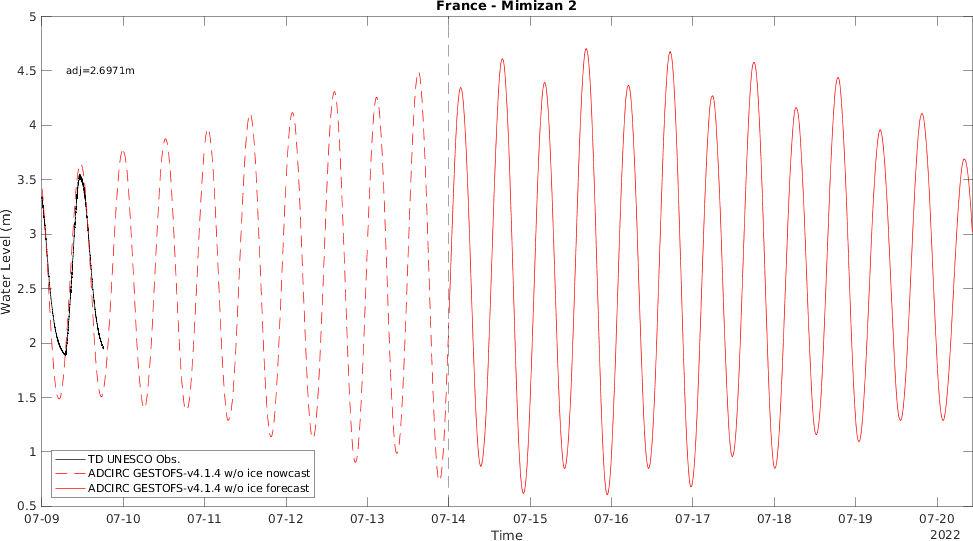 France - Mimizan 2
5
4.5
4
3.5
3
2.5
2
1.5
1
0.5
Water Level (m)
adj=2.6971m
TD UNESCO Obs.
ADCIRC GESTOFS-v4.1.4 w/o ice nowcast
ADCIRC GESTOFS-v4.1.4 w/o ice forecast
07-09 07-10 07-11 07-12 07-13 07-14 07-15 07-16 07-17 07-18 07-19 07-20
Time
2022